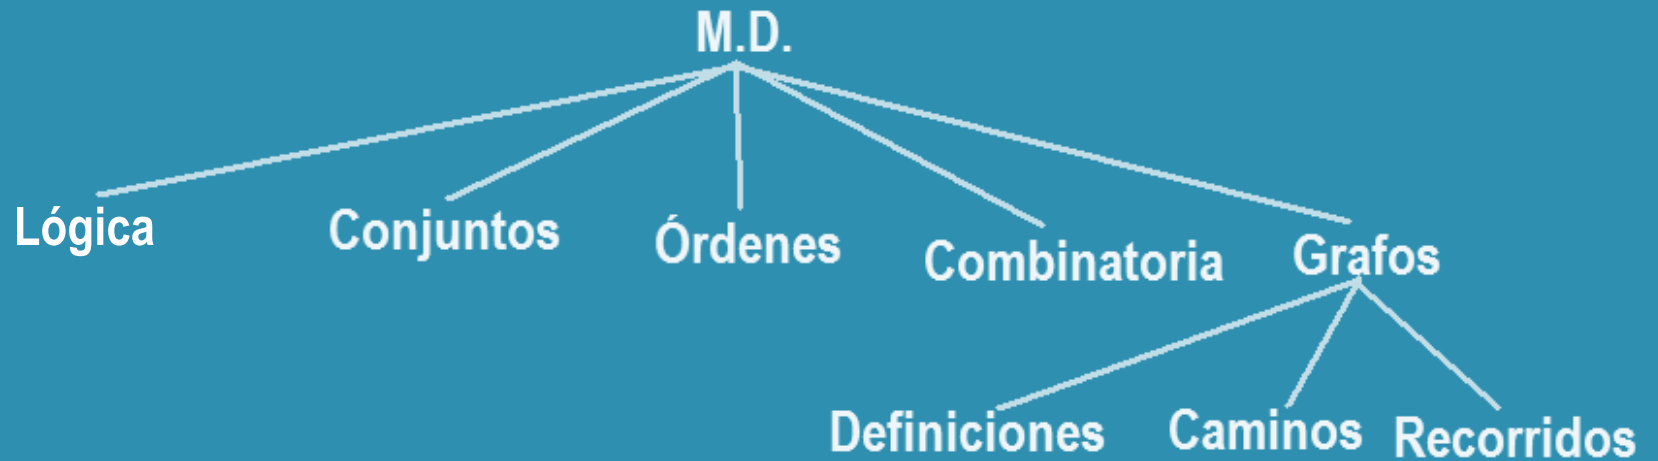 M.D.
Lógica
Conjuntos
Órdenes
Combinatoria
Grafos
Definiciones
Caminos
Recorridos